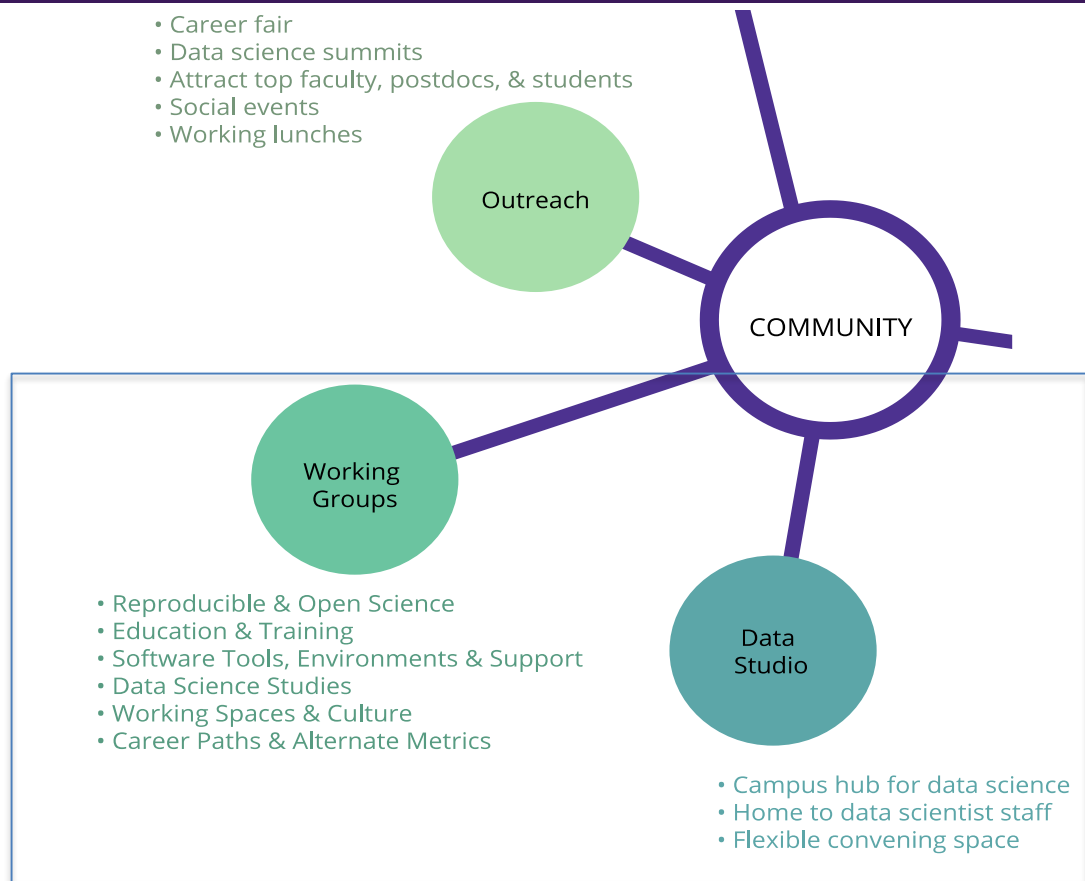 • Career fair
• Data science summits
• Attract top faculty, postdocs, & students
• Social events
• Working lunches
Outreach
COMMUNITY
Working
Groups
• Reproducible & Open Science
• Education & Training
• Software Tools, Environments & Support
• Data Science Studies
• Working Spaces & Culture
• Career Paths & Alternate Metrics
Data
Studio
• Campus hub for data science
• Home to data scientist staff
• Flexible convening space